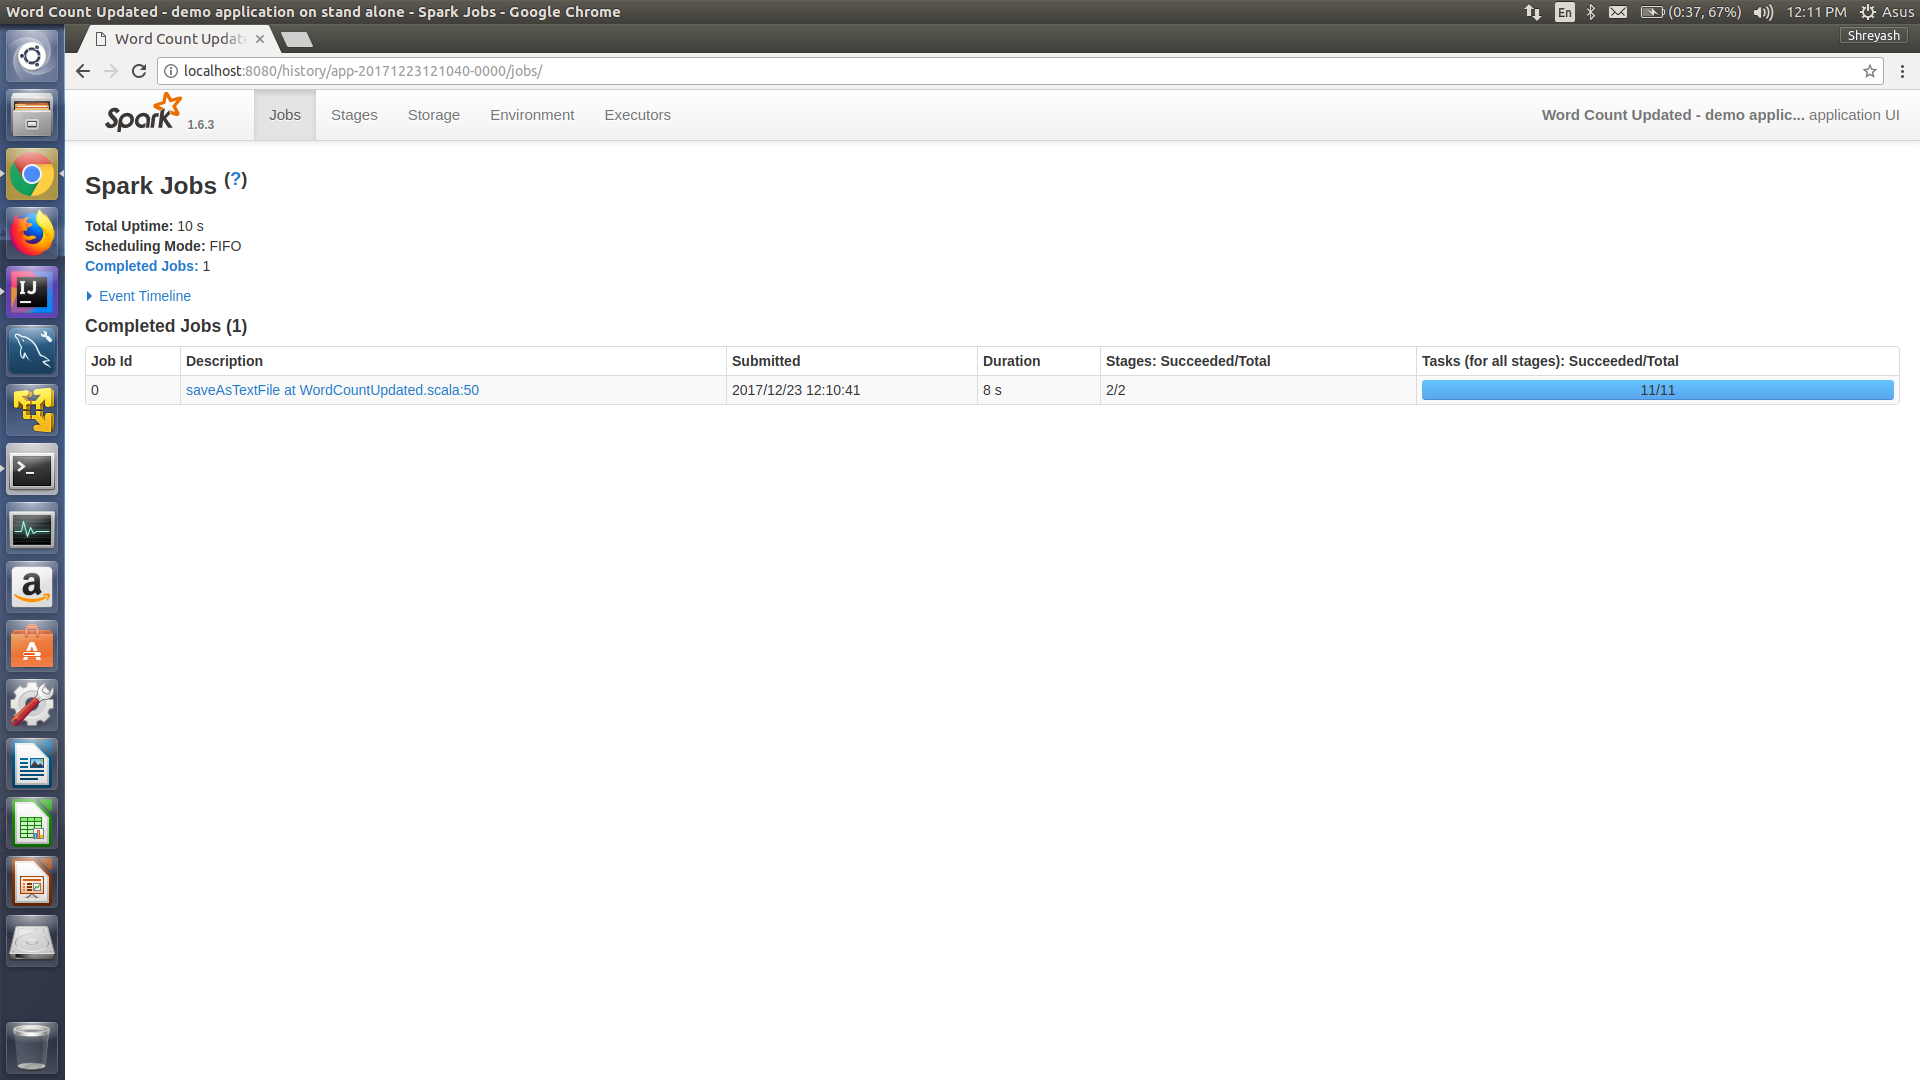 Word Count Updated - demo application on stand alone - Spark Jobs - Google Chrome
En (0:37, 67%) 12:11 PM Asus
Word Count Updat
Shreyash
localhost:8080/history/app-20171223121040-0000/jobs/
Spark 1.6.3 Jobs Stages Storage Environment Executors Word Count Updated - demo applic... application UI
Spark Jobs (?)
Total Uptime: 10 s
Scheduling Mode: FIFO
Completed Jobs: 1
Event Timeline
Completed Jobs (1)
Job Id Description Submitted Duration Stages: Succeeded/Total Tasks (for all stages): Succeeded/Total
0 saveAsTextFile at WordCountUpdated.scala:50 2017/12/23 12:10:41 8 s 2/2 11/11
IJ
>_
a
A